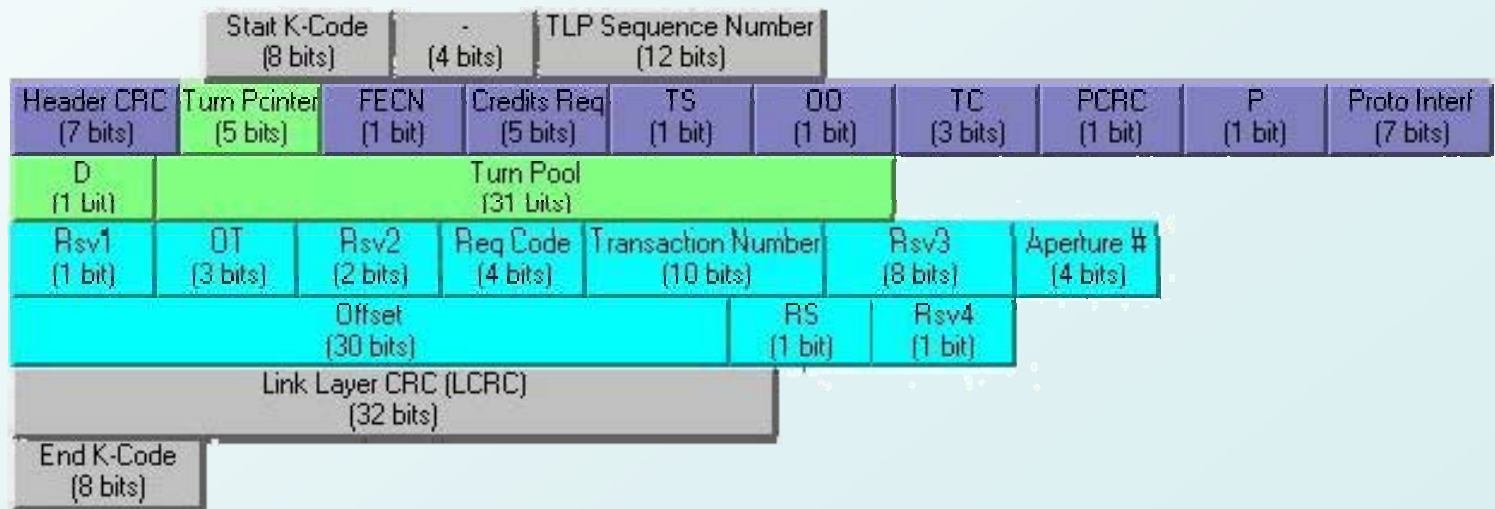 Start K-Code - TLP Sequence Number
(8 bits) (4 bits) (12 bits)
Header CRC Turn Pointer FECN Credits Req TS OO TC PCRC P Proto Interf
(7 bits) (5 bits) (1 bit) (5 bits) (1 bit) (1 bit) (3 bits) (1 bit) (1 bit) (7 bits)
D Turn Pool
(1 bit) (31 bits)
Rsv1 OT Rsv2 Req Code Transaction Number Rsv3 Aperture #
(1 bit) (3 bits) (2 bits) (4 bits) (10 bits) (8 bits) (4 bits)
Offset RS Rsv4
(30 bits) (1 bit) (1 bit)
Link Layer CRC (LCRC)
(32 bits)
End K-Code
(8 bits)